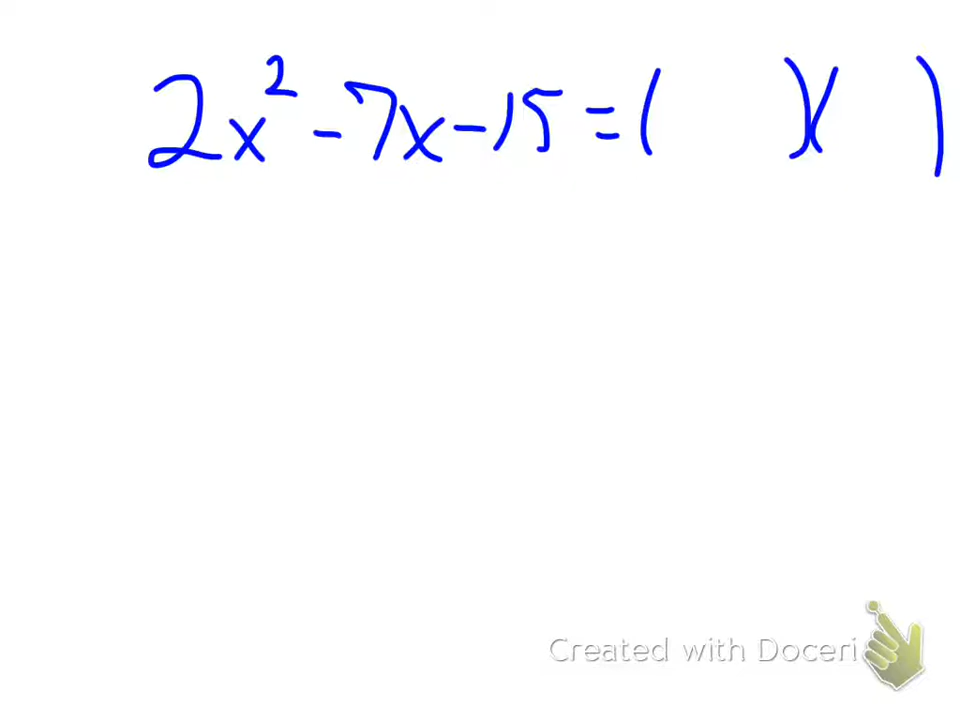 2x² - 7x - 15 = (      )(      )
Created with Doceri